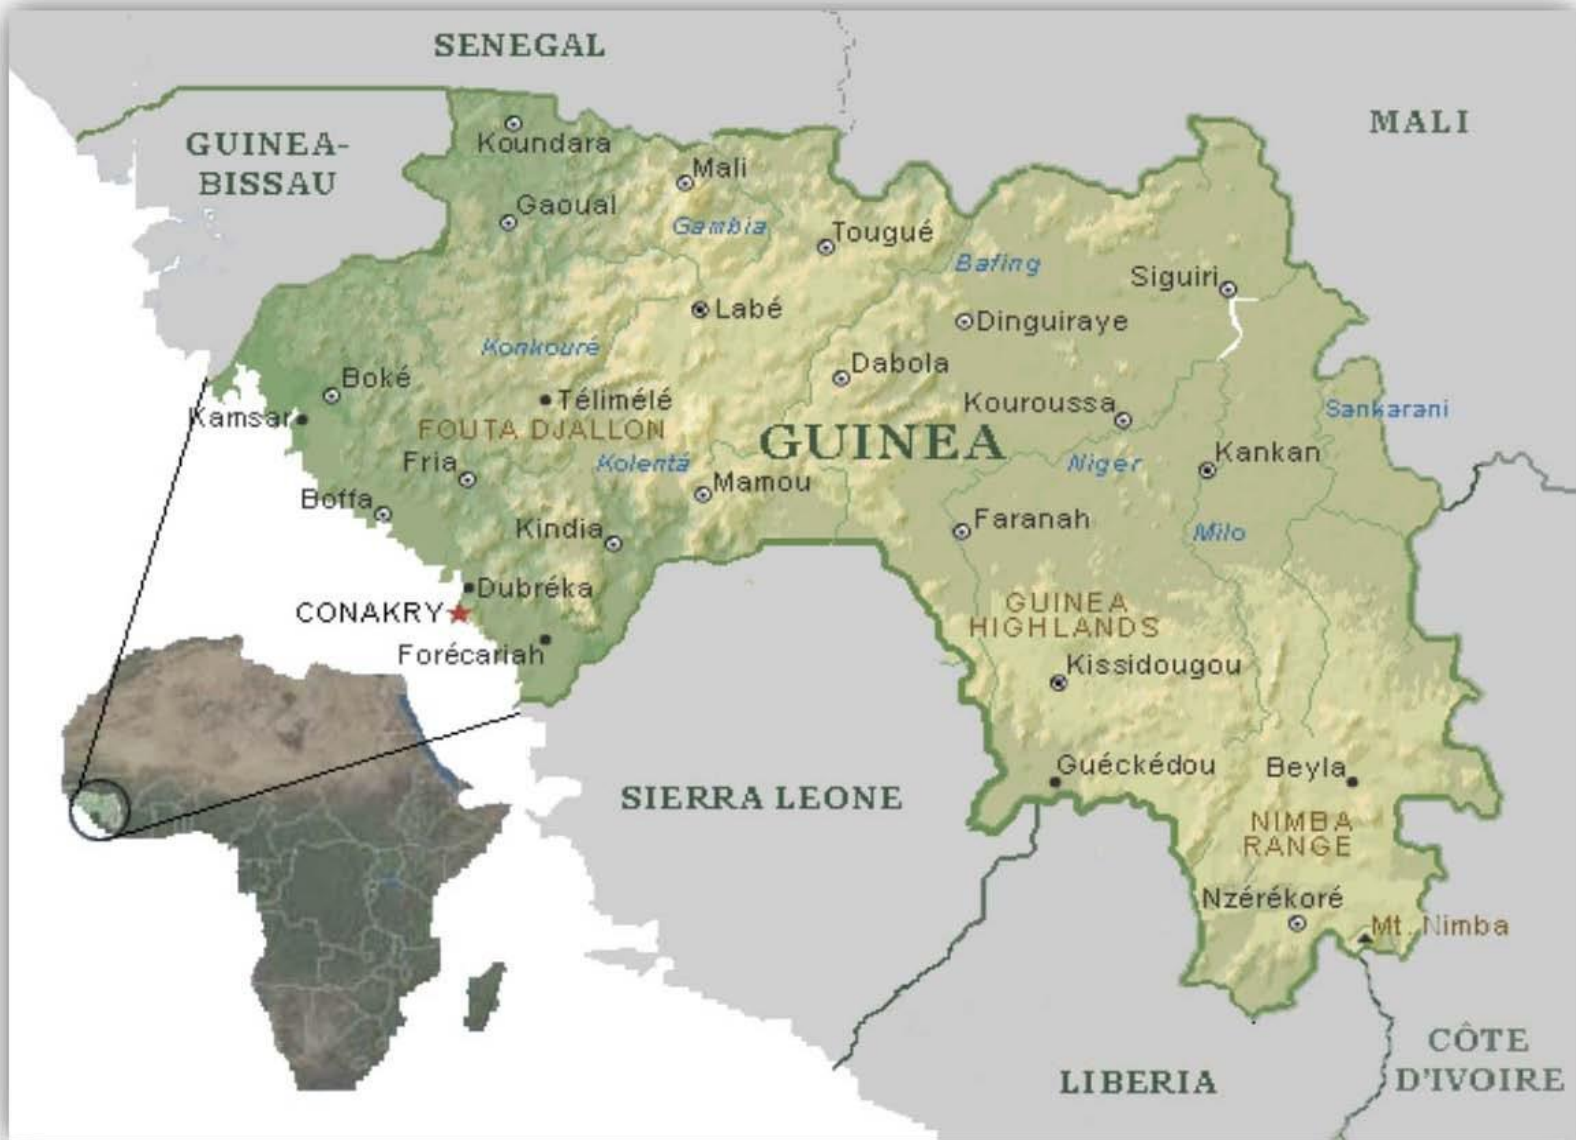 SENEGAL
MALI
GUINEA-
BISSAU
Koundara
Mali
Gaoual
Gambia
Tougué
Bafing
Siguiri
Labé
Dinguiraye
Konkouré
Dabola
Boké
Télimélé
Kouroussa
Sankarani
Kamsar
FOUTA DJALLON
GUINEA
Fria
Kolentá
Niger
Kankan
Mamou
Boffa
Kindia
Faranah
Milo
Dubréka
CONAKRY
GUINEA
HIGHLANDS
Forécariah
Kissidougou
Guéckédou
Beyla
SIERRA LEONE
NIMBA
RANGE
Nzérékoré
Mt. Nimba
CÔTE
D'IVOIRE
LIBERIA